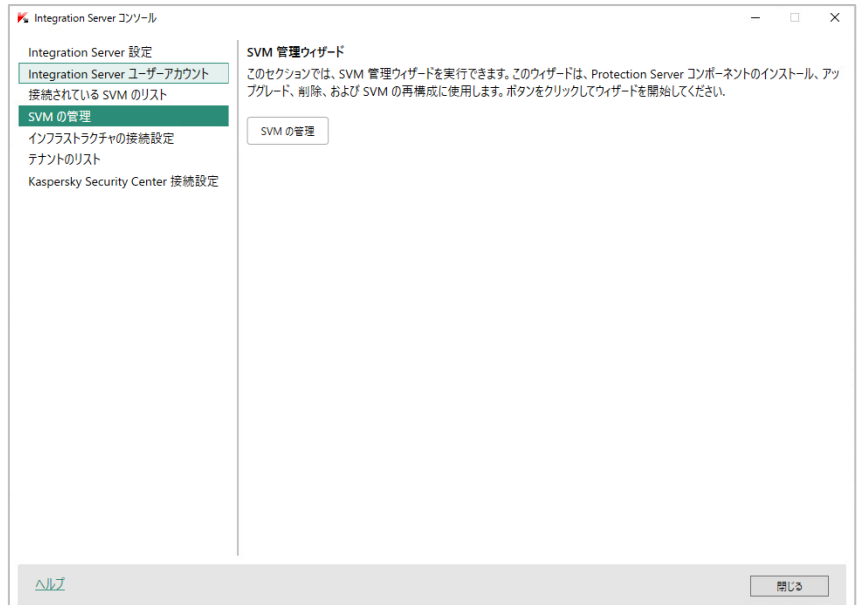 Integration Server コンソール
Integration Server 設定
Integration Server ユーザーアカウント
接続されている SVM のリスト
SVM の管理
インフラストラクチャの接続設定
テナントのリスト
Kaspersky Security Center 接続設定
SVM 管理ウィザード
このセクションでは、SVM 管理ウィザードを実行できます。このウィザードは、Protection Server コンポーネントのインストール、アッ
プグレード、削除、および SVM の再構成に使用します。ボタンをクリックしてウィザードを開始してください.
SVM の管理
ヘルプ
閉じる